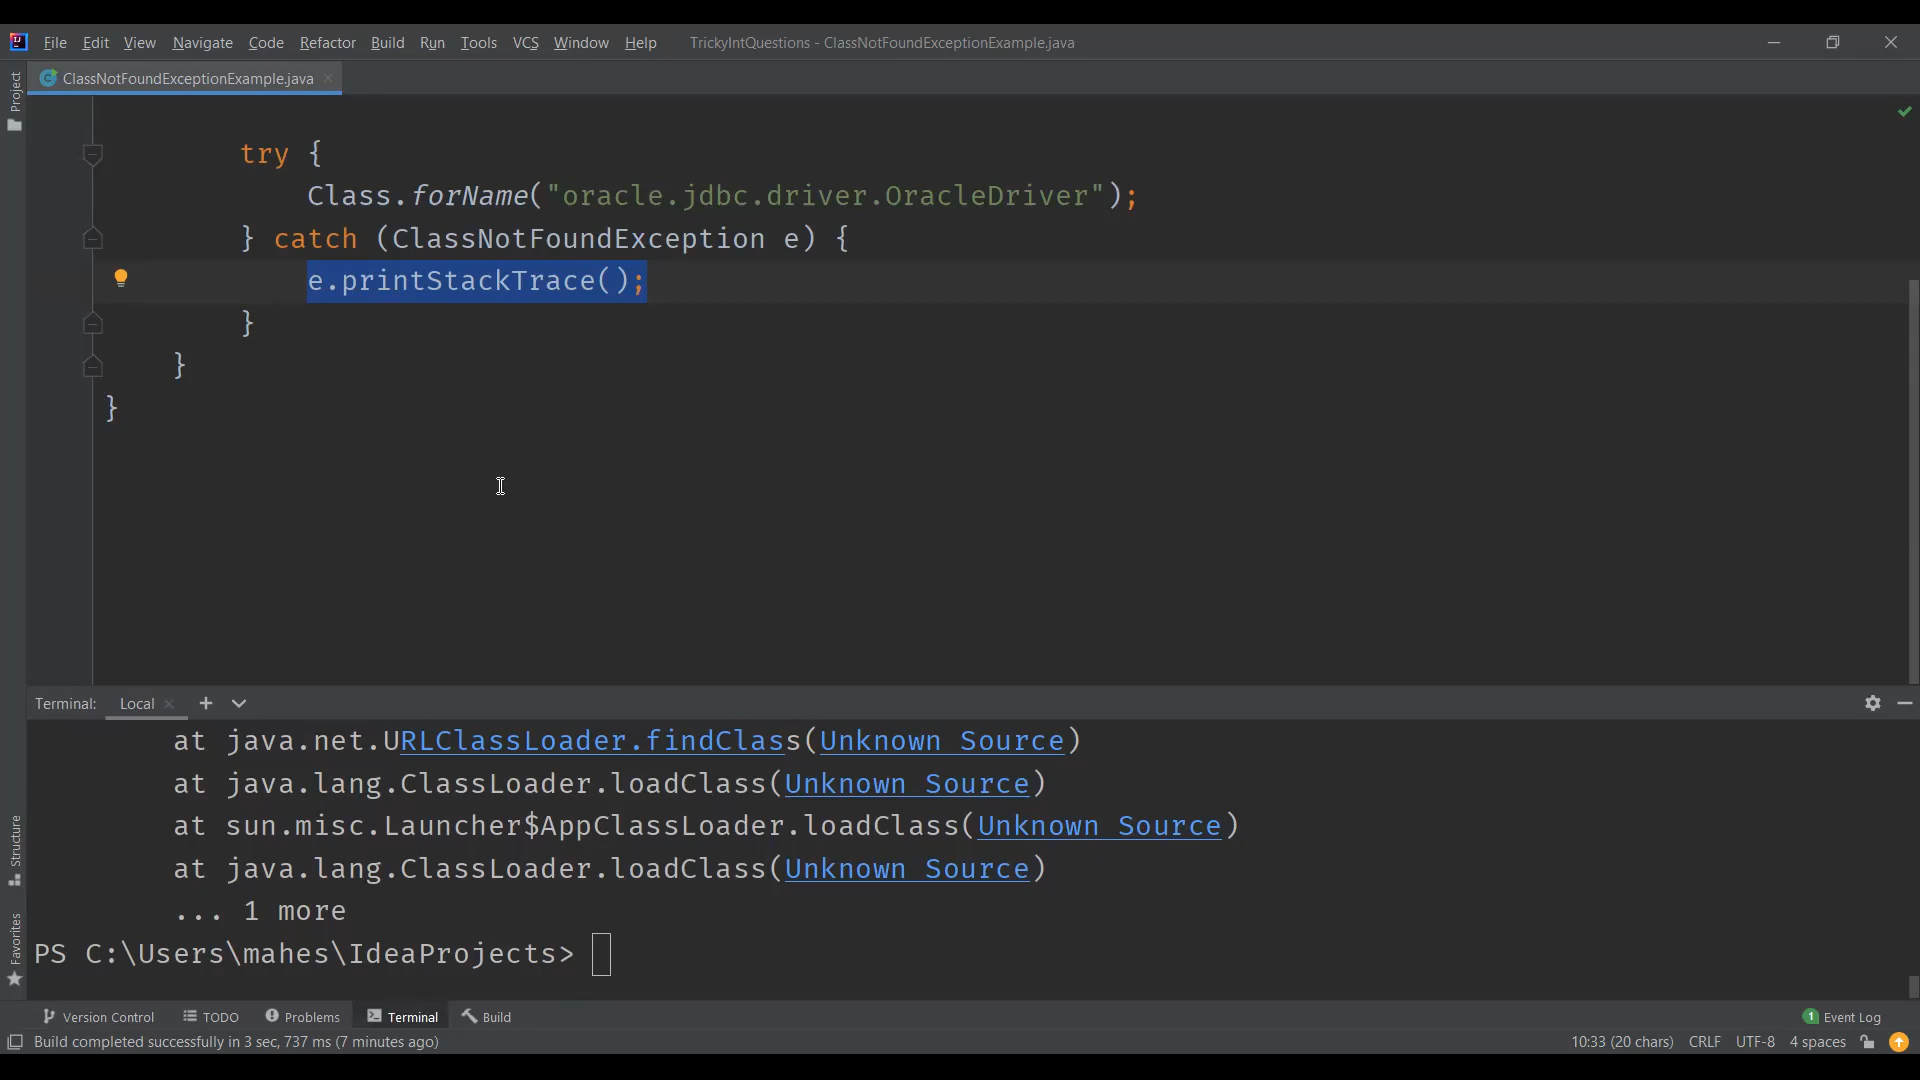 File Edit View Navigate Code Refactor Build Run Tools VCS Window Help TrickyIntQuestions - ClassNotFoundExceptionExample.java
ClassNotFoundExceptionExample.java
Project
try {
Class.forName("oracle.jdbc.driver.OracleDriver");
} catch (ClassNotFoundException e) {
e.printStackTrace();
}
}
}
Terminal: Local
at java.net.URLClassLoader.findClass(Unknown Source)
at java.lang.ClassLoader.loadClass(Unknown Source)
at sun.misc.Launcher$AppClassLoader.loadClass(Unknown Source)
at java.lang.ClassLoader.loadClass(Unknown Source)
... 1 more
PS C:\Users\mahes\IdeaProjects>
Structure
Favorites
Version Control TODO Problems Terminal Build 1 Event Log
Build completed successfully in 3 sec, 737 ms (7 minutes ago) 10:33 (20 chars) CRLF UTF-8 4 spaces